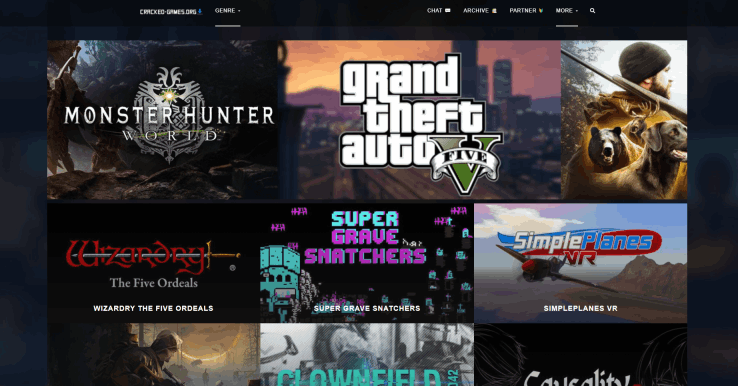 CRACKED-GAMES.ORG
GENRE
CHAT
ARCHIVE
PARTNER
MORE
MONSTER HUNTER
WORLD
grand
theft
auto
FIVE
Wizardry
®
The Five Ordeals
WIZARDRY THE FIVE ORDEALS
SUPER
GRAVE
SNATCHERS
SUPER GRAVE SNATCHERS
SimplePlanes
VR
SIMPLEPLANES VR
CLOWNFIELD
2042
Causality